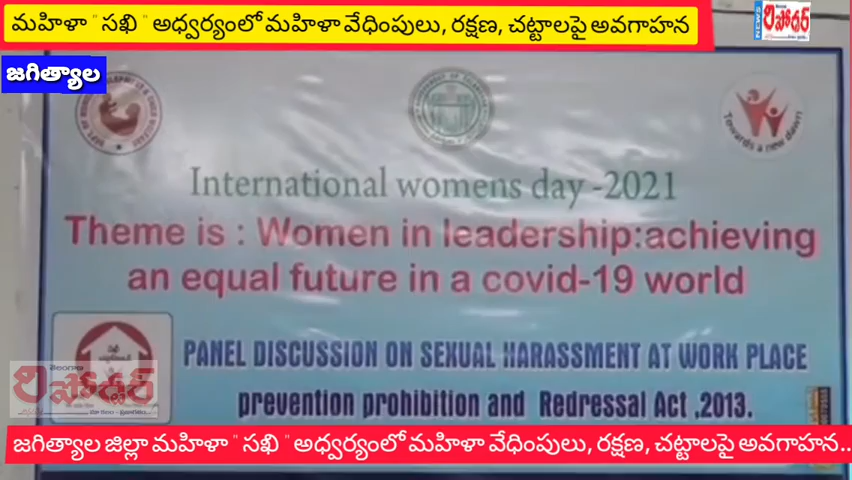 మహిళా " సఖి " అధ్వర్యంలో మహిళా వేధింపులు, రక్షణ, చట్టాలపై అవగాహన
NEWS
రిపోర్టర్
జగిత్యాల
Towards a new dawn
International womens day -2021
Theme is : Women in leadership:achieving
an equal future in a covid-19 world
PANEL DISCUSSION ON SEXUAL HARASSMENT AT WORK PLACE
prevention prohibition and Redressal Act ,2013.
తెలంగాణ
రిపోర్టర్
జగిత్యాల జిల్లా మహిళా " సఖి " అధ్వర్యంలో మహిళా వేధింపులు, రక్షణ, చట్టాలపై అవగాహన..